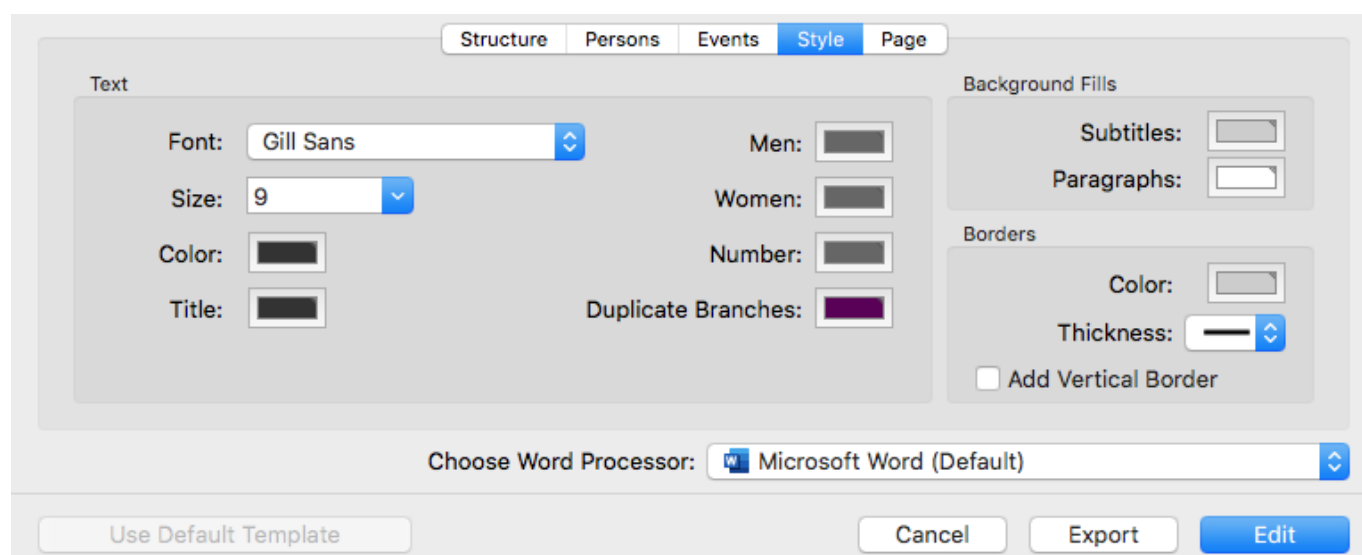 Structure Persons Events Style Page
Text
Font: Gill Sans
Size: 9
Color:
Title:
Men:
Women:
Number:
Duplicate Branches:
Background Fills
Subtitles:
Paragraphs:
Borders
Color:
Thickness:
Add Vertical Border
Choose Word Processor: Microsoft Word (Default)
Use Default Template Cancel Export Edit